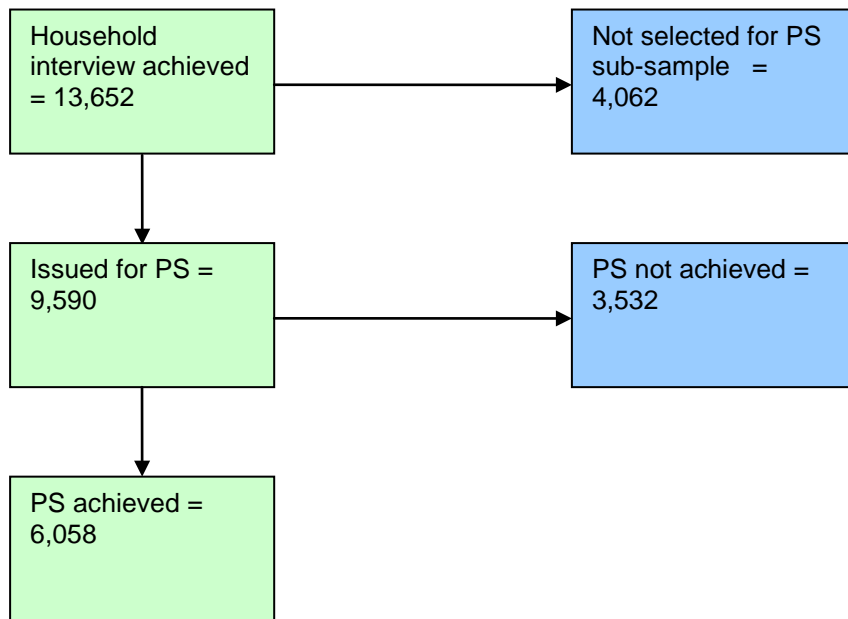 Household
interview achieved
= 13,652
Not selected for PS
sub-sample =
4,062
Issued for PS =
9,590
PS not achieved =
3,532
PS achieved =
6,058